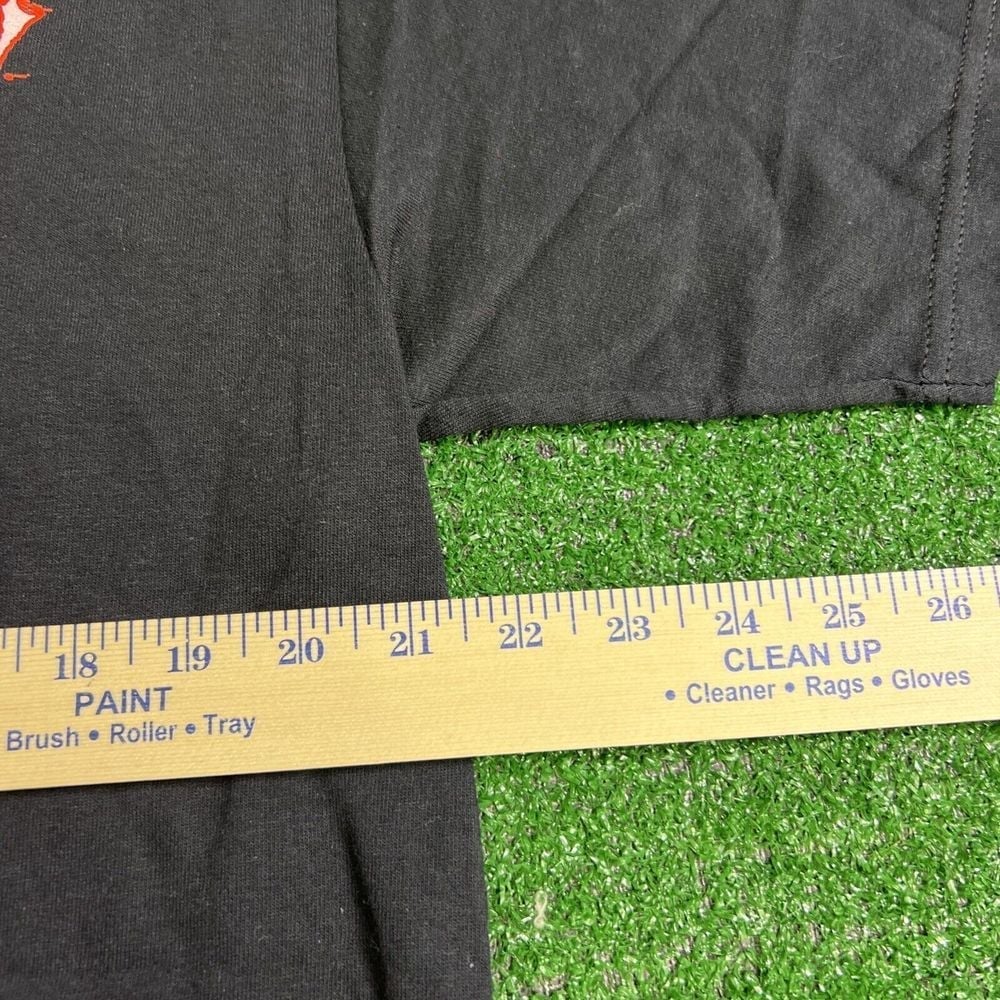 18 19 20 21 22 23 24 25 26
PAINT
Brush • Roller • Tray
CLEAN UP
• Cleaner • Rags • Gloves